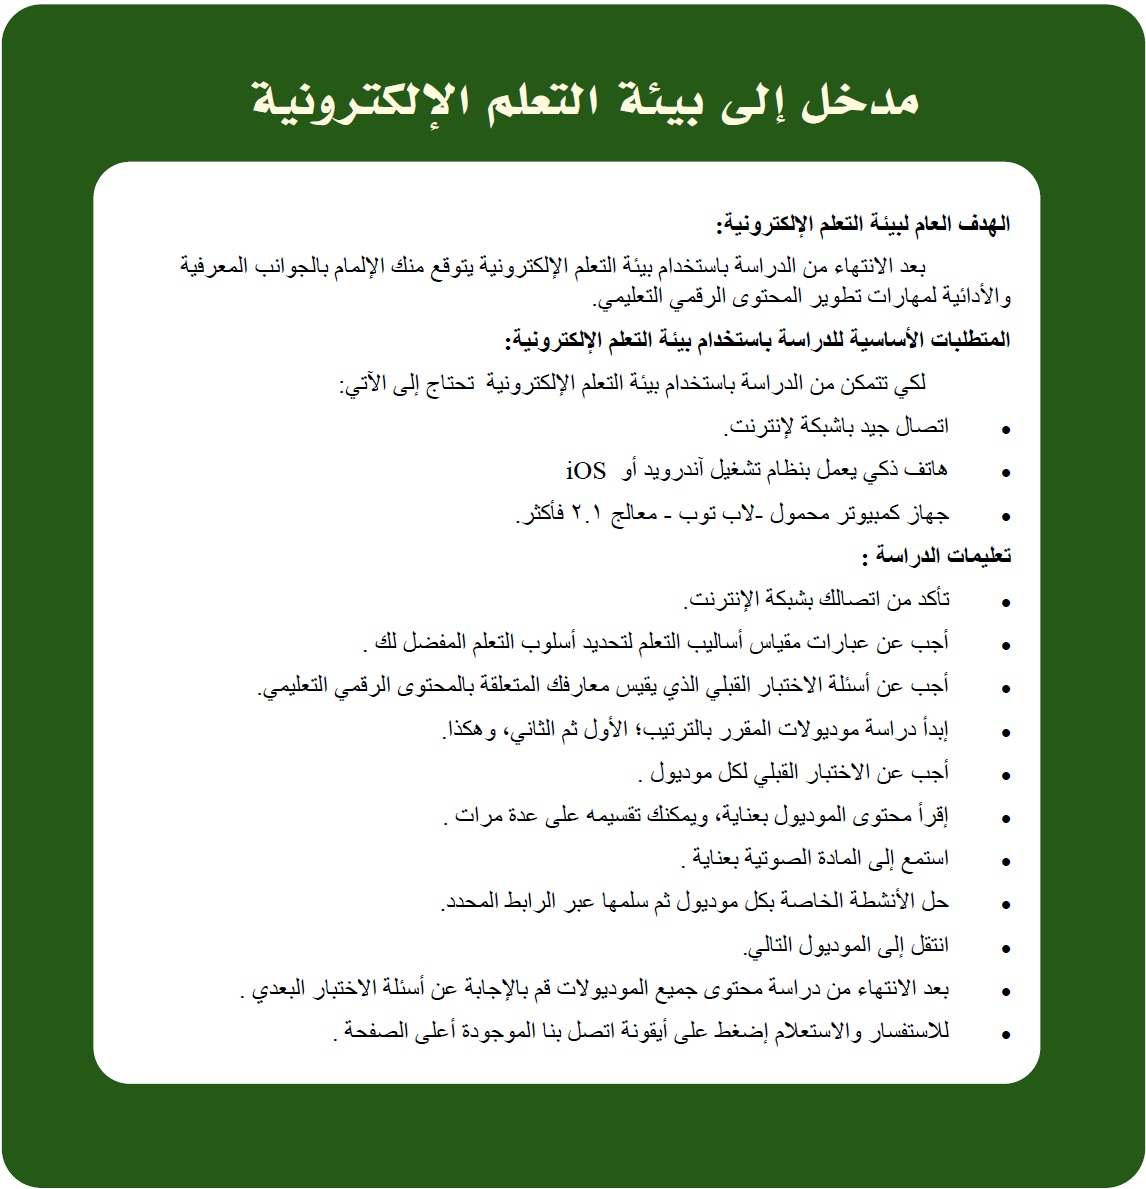 مدخل إلى بيئة التعلم الإلكترونية
الهدف العام لبيئة التعلم الإلكترونية:
بعد الانتهاء من الدراسة باستخدام بيئة التعلم الإلكترونية يتوقع منك الإلمام بالجوانب المعرفية
والأدائية لمهارات تطوير المحتوى الرقمي التعليمي.
المتطلبات الأساسية للدراسة باستخدام بيئة التعلم الإلكترونية:
لكي تتمكن من الدراسة باستخدام بيئة التعلم الإلكترونية تحتاج إلى الآتي:
• اتصال جيد باشبكة لإنترنت.
• هاتف ذكي يعمل بنظام تشغيل آندرويد أو iOS
• جهاز كمبيوتر محمول -لاب توب - معالج ٢.١ فأكثر.
تعليمات الدراسة :
• تأكد من اتصالك بشبكة الإنترنت.
• أجب عن عبارات مقياس أساليب التعلم لتحديد أسلوب التعلم المفضل لك .
• أجب عن أسئلة الاختبار القبلي الذي يقيس معارفك المتعلقة بالمحتوى الرقمي التعليمي.
• إبدأ دراسة موديولات المقرر بالترتيب؛ الأول ثم الثاني، وهكذا.
• أجب عن الاختبار القبلي لكل موديول .
• إقرأ محتوى الموديول بعناية، ويمكنك تقسيمه على عدة مرات .
• استمع إلى المادة الصوتية بعناية .
• حل الأنشطة الخاصة بكل موديول ثم سلمها عبر الرابط المحدد.
• انتقل إلى الموديول التالي.
• بعد الانتهاء من دراسة محتوى جميع الموديولات قم بالإجابة عن أسئلة الاختبار البعدي .
• للاستفسار والاستعلام إضغط على أيقونة اتصل بنا الموجودة أعلى الصفحة .